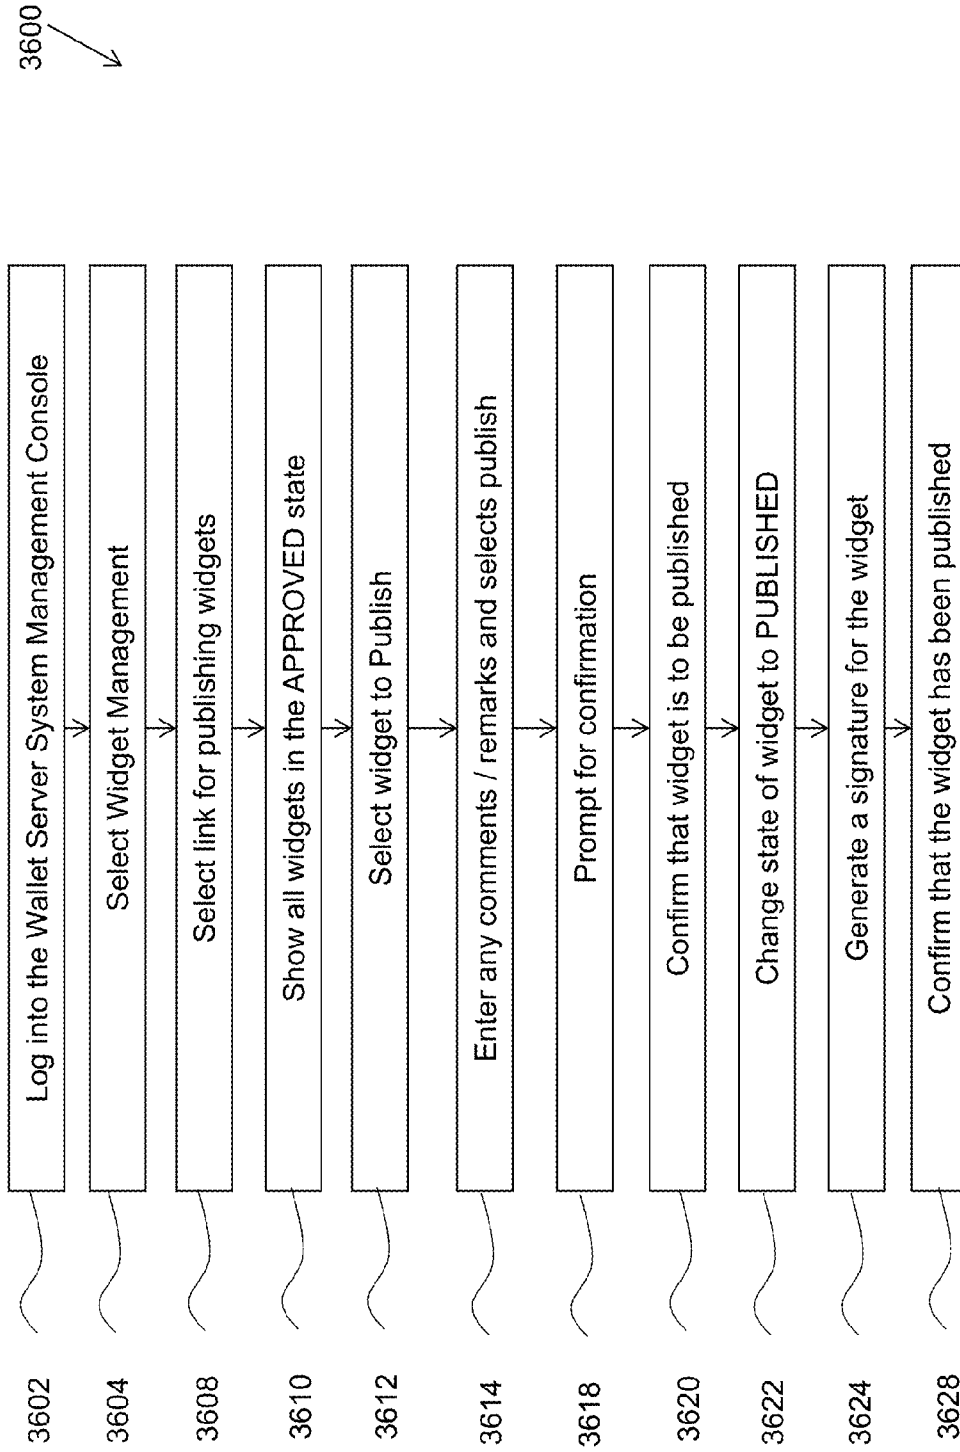 3600
3602
Log into the Wallet Server System Management Console
3604
Select Widget Management
3608
Select link for publishing widgets
3610
Show all widgets in the APPROVED state
3612
Select widget to Publish
3614
Enter any comments / remarks and selects publish
3618
Prompt for confirmation
3620
Confirm that widget is to be published
3622
Change state of widget to PUBLISHED
3624
Generate a signature for the widget
3628
Confirm that the widget has been published